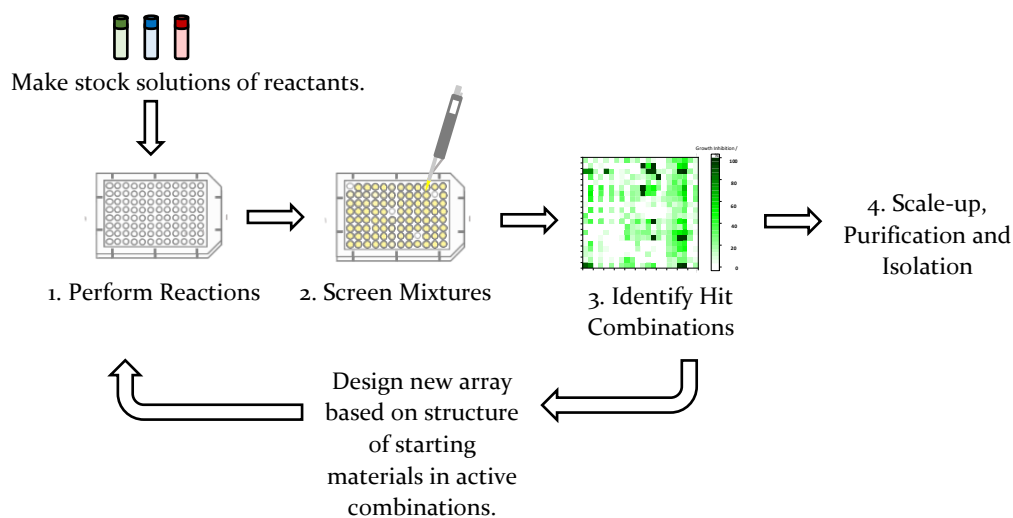 Make stock solutions of reactants.
Growth Inhibition /
100
80
60
40
20
0
1. Perform Reactions
2. Screen Mixtures
3. Identify Hit
Combinations
4. Scale-up,
Purification and
Isolation
Design new array
based on structure
of starting
materials in active
combinations.